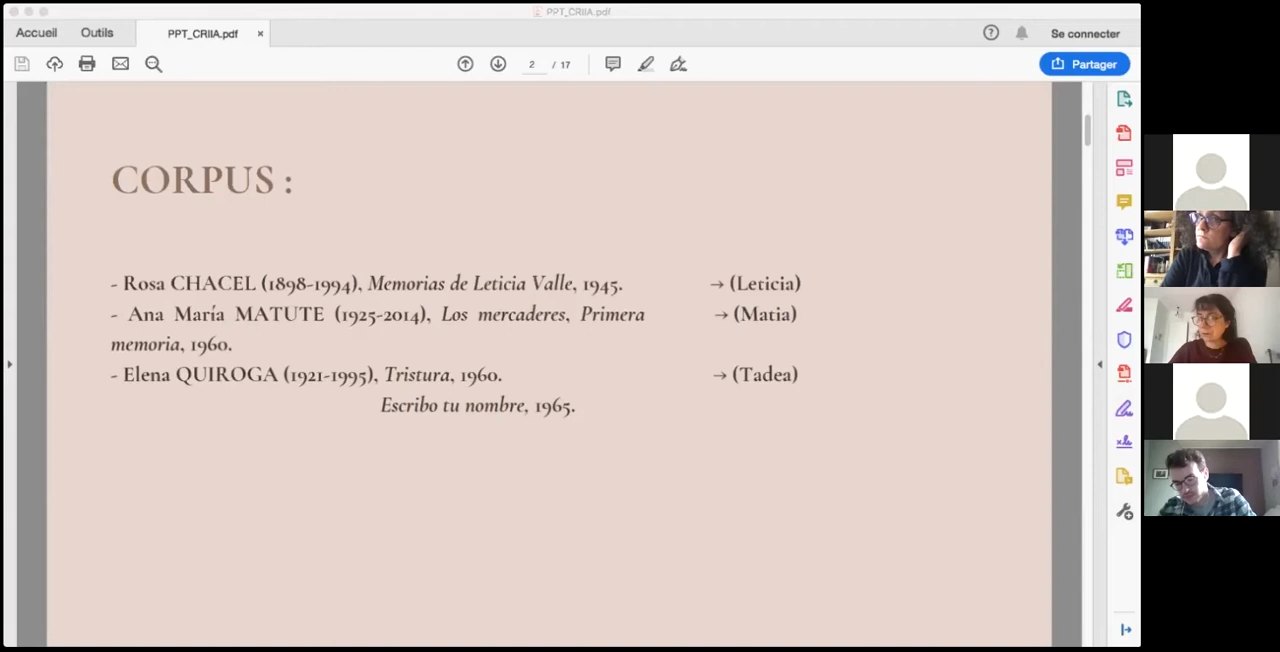 PPT_CRIIA.pdf
Accueil Outils PPT_CRIIA.pdf × Se connecter
2 / 17 Partager
CORPUS :
- Rosa CHACEL (1898-1994), Memorias de Leticia Valle, 1945. → (Leticia)
- Ana María MATUTE (1925-2014), Los mercaderes, Primera → (Matia)
memoria, 1960.
- Elena QUIROGA (1921-1995), Tristura, 1960. → (Tadea)
Escribo tu nombre, 1965.